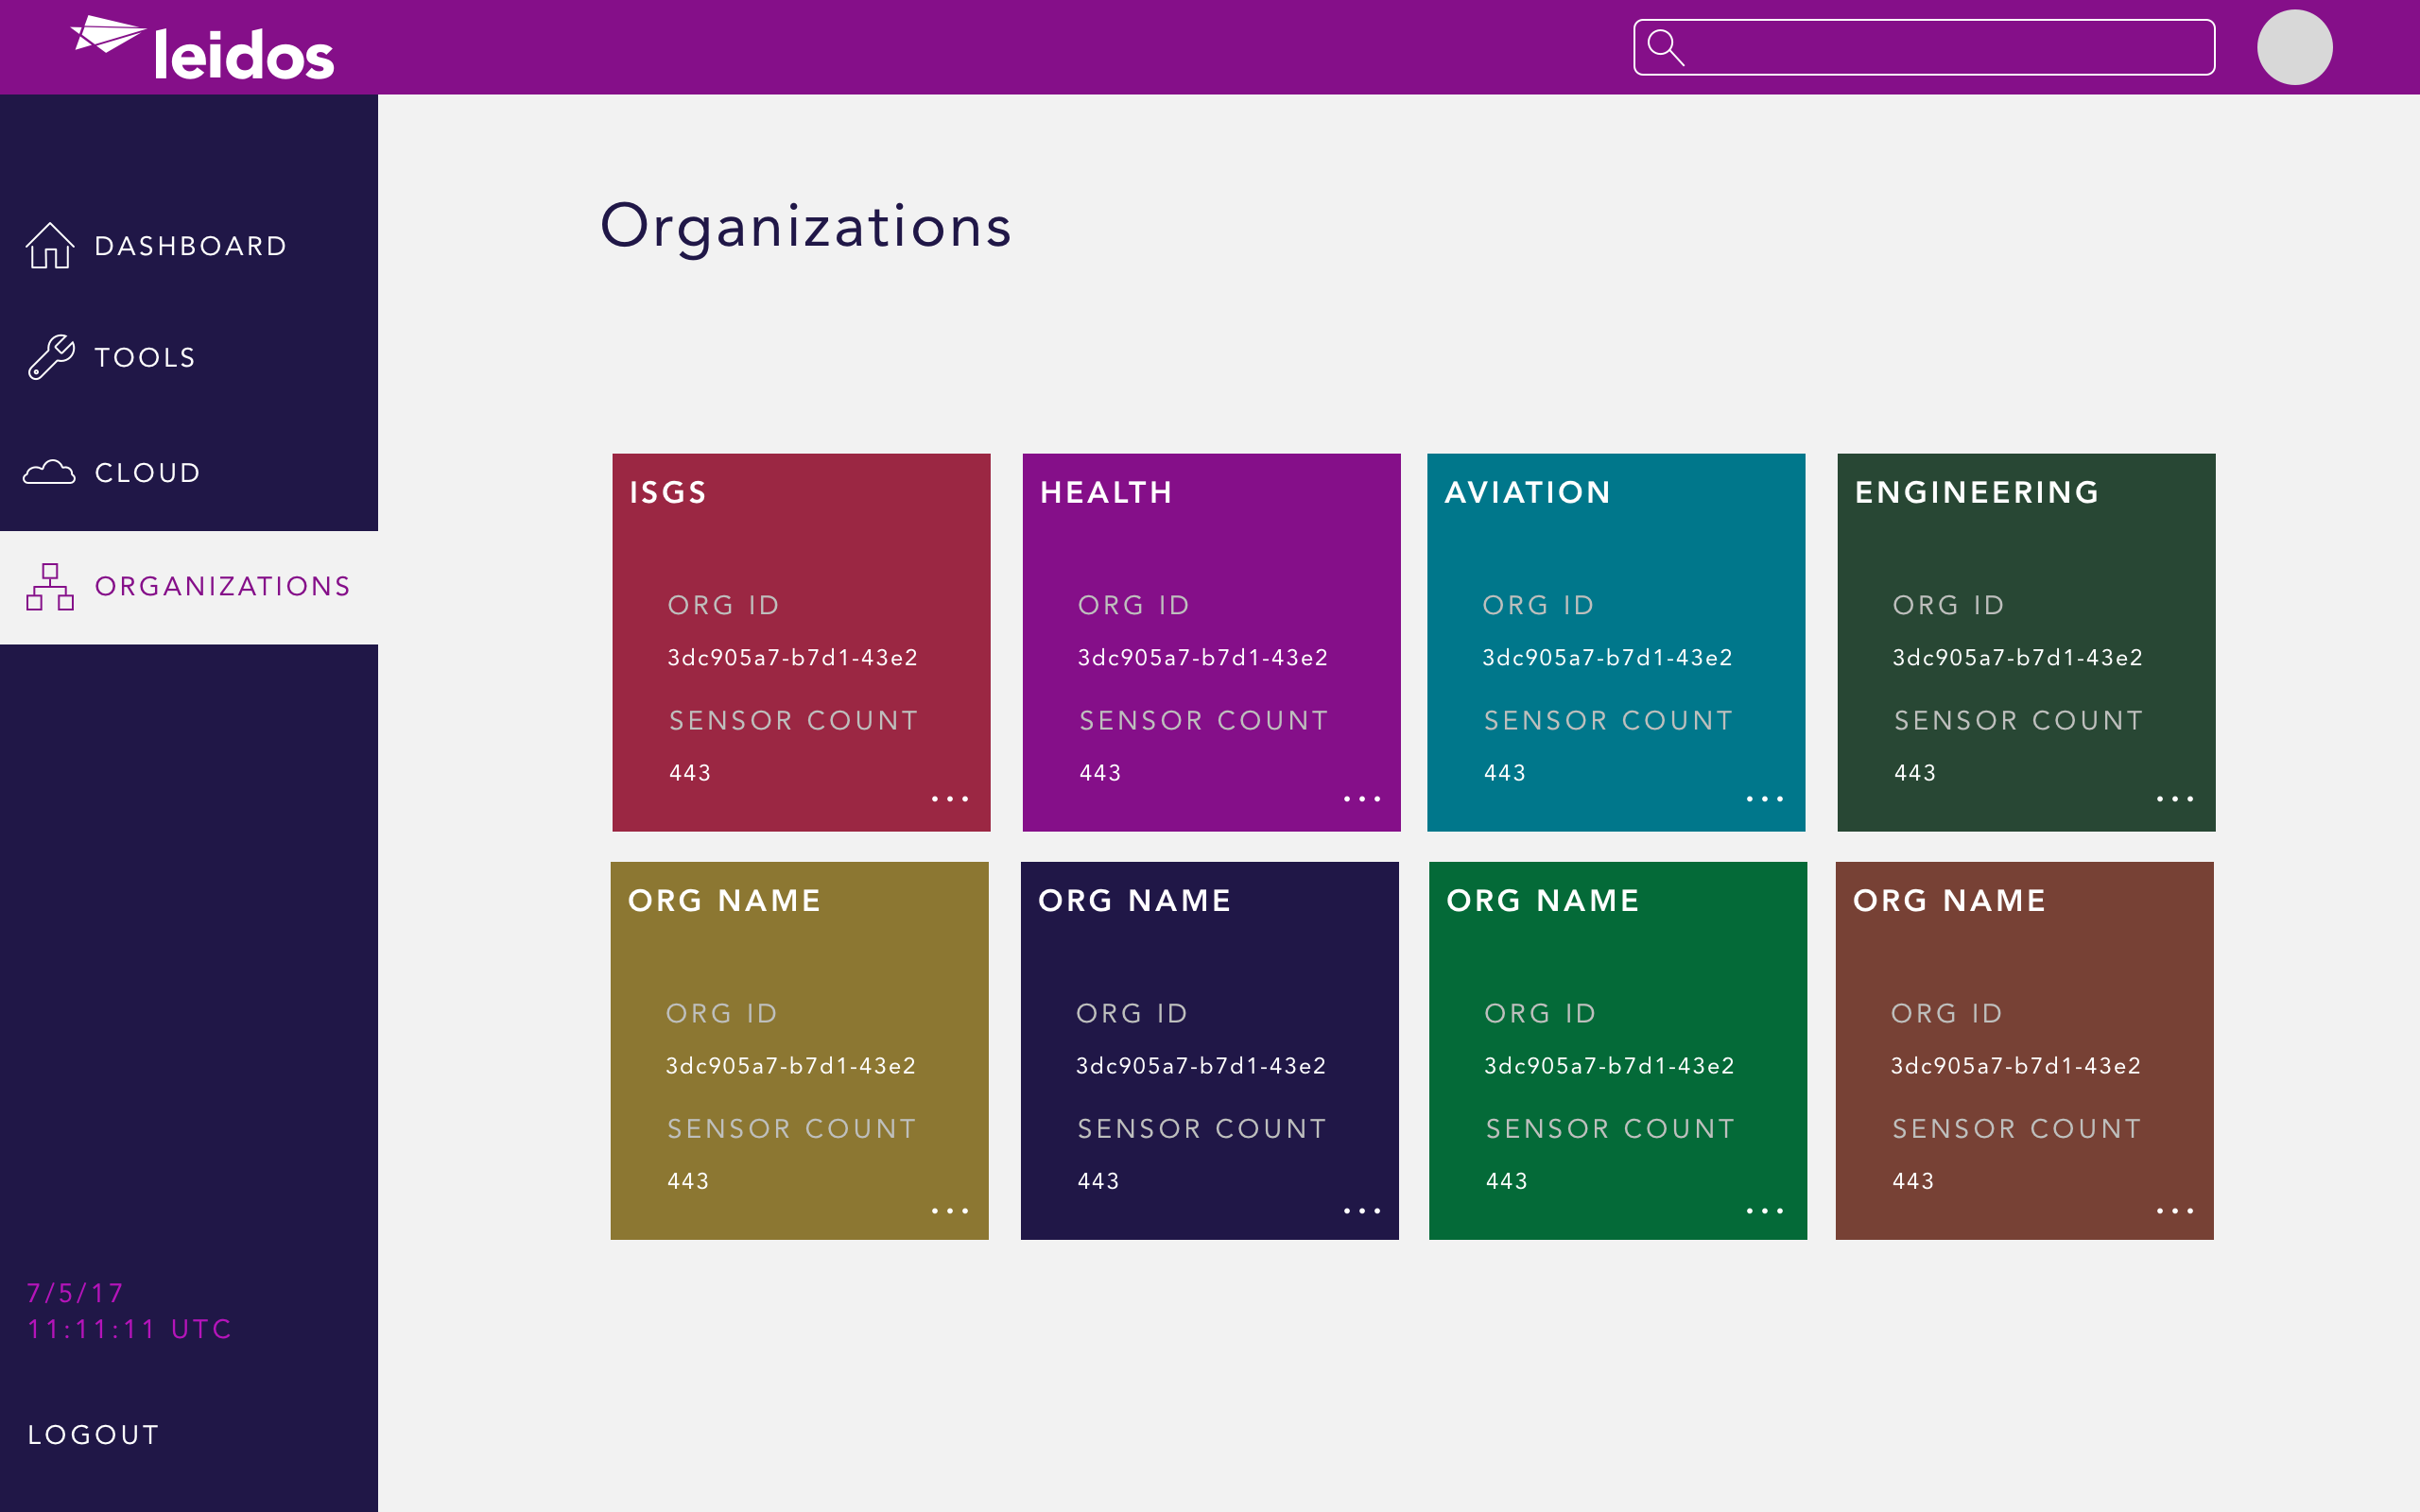 leidos
DASHBOARD
TOOLS
CLOUD
ORGANIZATIONS
7/5/17
11:11:11 UTC
LOGOUT
Organizations
ISGS
ORG ID
3dc905a7-b7d1-43e2
SENSOR COUNT
443
...
HEALTH
ORG ID
3dc905a7-b7d1-43e2
SENSOR COUNT
443
...
AVIATION
ORG ID
3dc905a7-b7d1-43e2
SENSOR COUNT
443
...
ENGINEERING
ORG ID
3dc905a7-b7d1-43e2
SENSOR COUNT
443
...
ORG NAME
ORG ID
3dc905a7-b7d1-43e2
SENSOR COUNT
443
...
ORG NAME
ORG ID
3dc905a7-b7d1-43e2
SENSOR COUNT
443
...
ORG NAME
ORG ID
3dc905a7-b7d1-43e2
SENSOR COUNT
443
...
ORG NAME
ORG ID
3dc905a7-b7d1-43e2
SENSOR COUNT
443
...